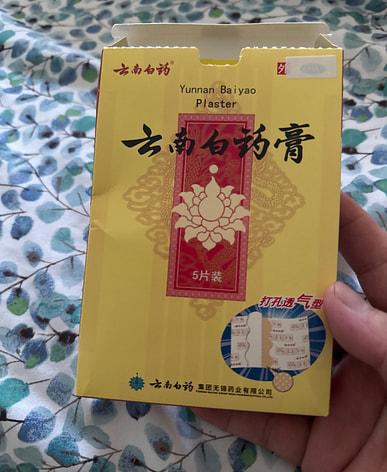 云南白药®
外
Yunnan Baiyao
Plaster
云南白药膏
5片装
打孔透气型
云南白药 集团无锡药业有限公司